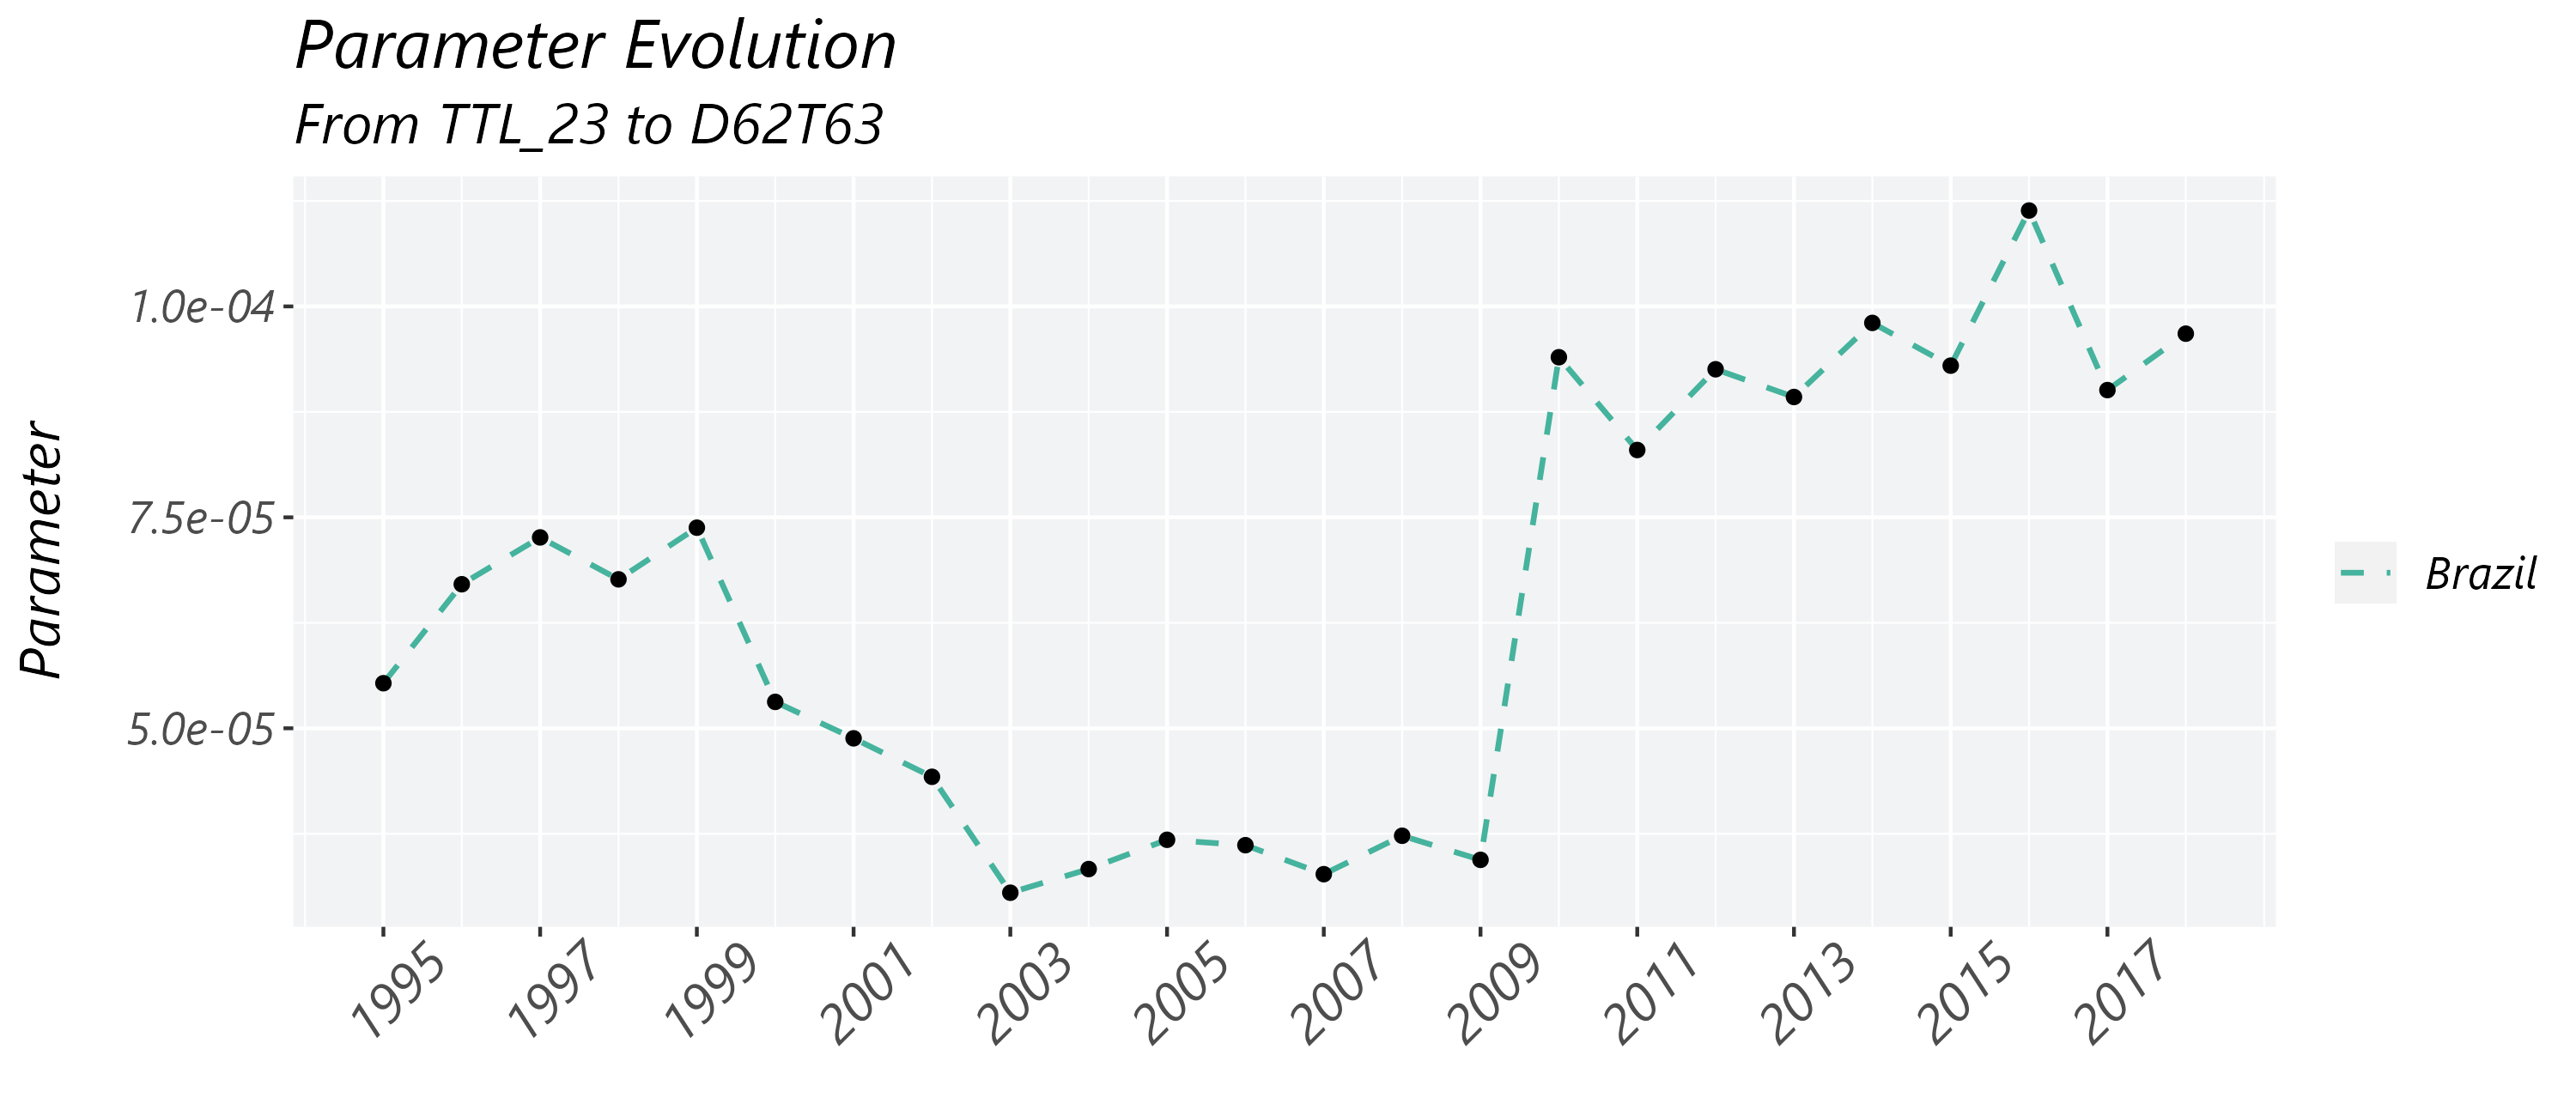 Parameter Evolution
From TTL_23 to D62T63
Parameter
1.0e-04
7.5e-05
5.0e-05
1995
1997
1999
2001
2003
2005
2007
2009
2011
2013
2015
2017
Brazil